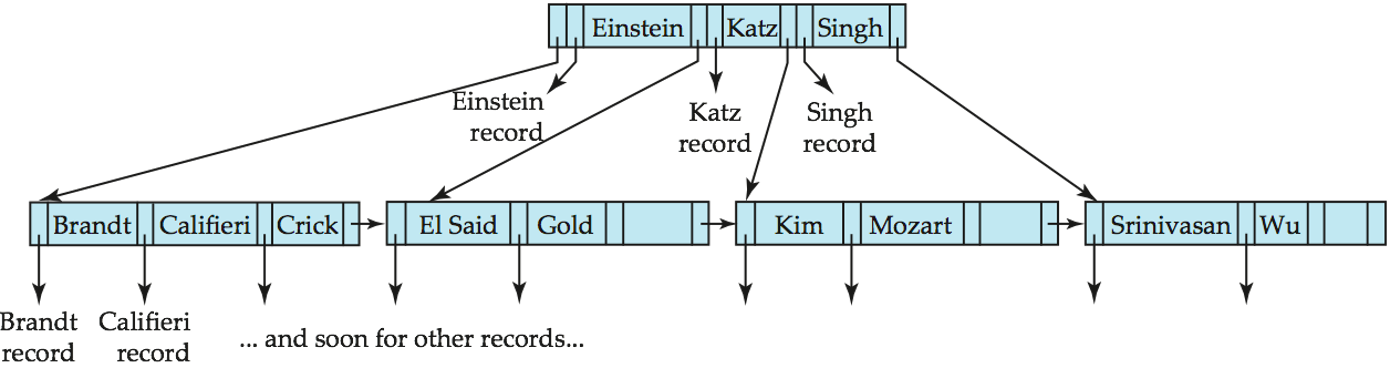 Einstein Katz Singh
Einstein
record
Katz
record
Singh
record
Brandt Califieri Crick El Said Gold Kim Mozart Srinivasan Wu
Brandt
record
Califieri
record
... and soon for other records...